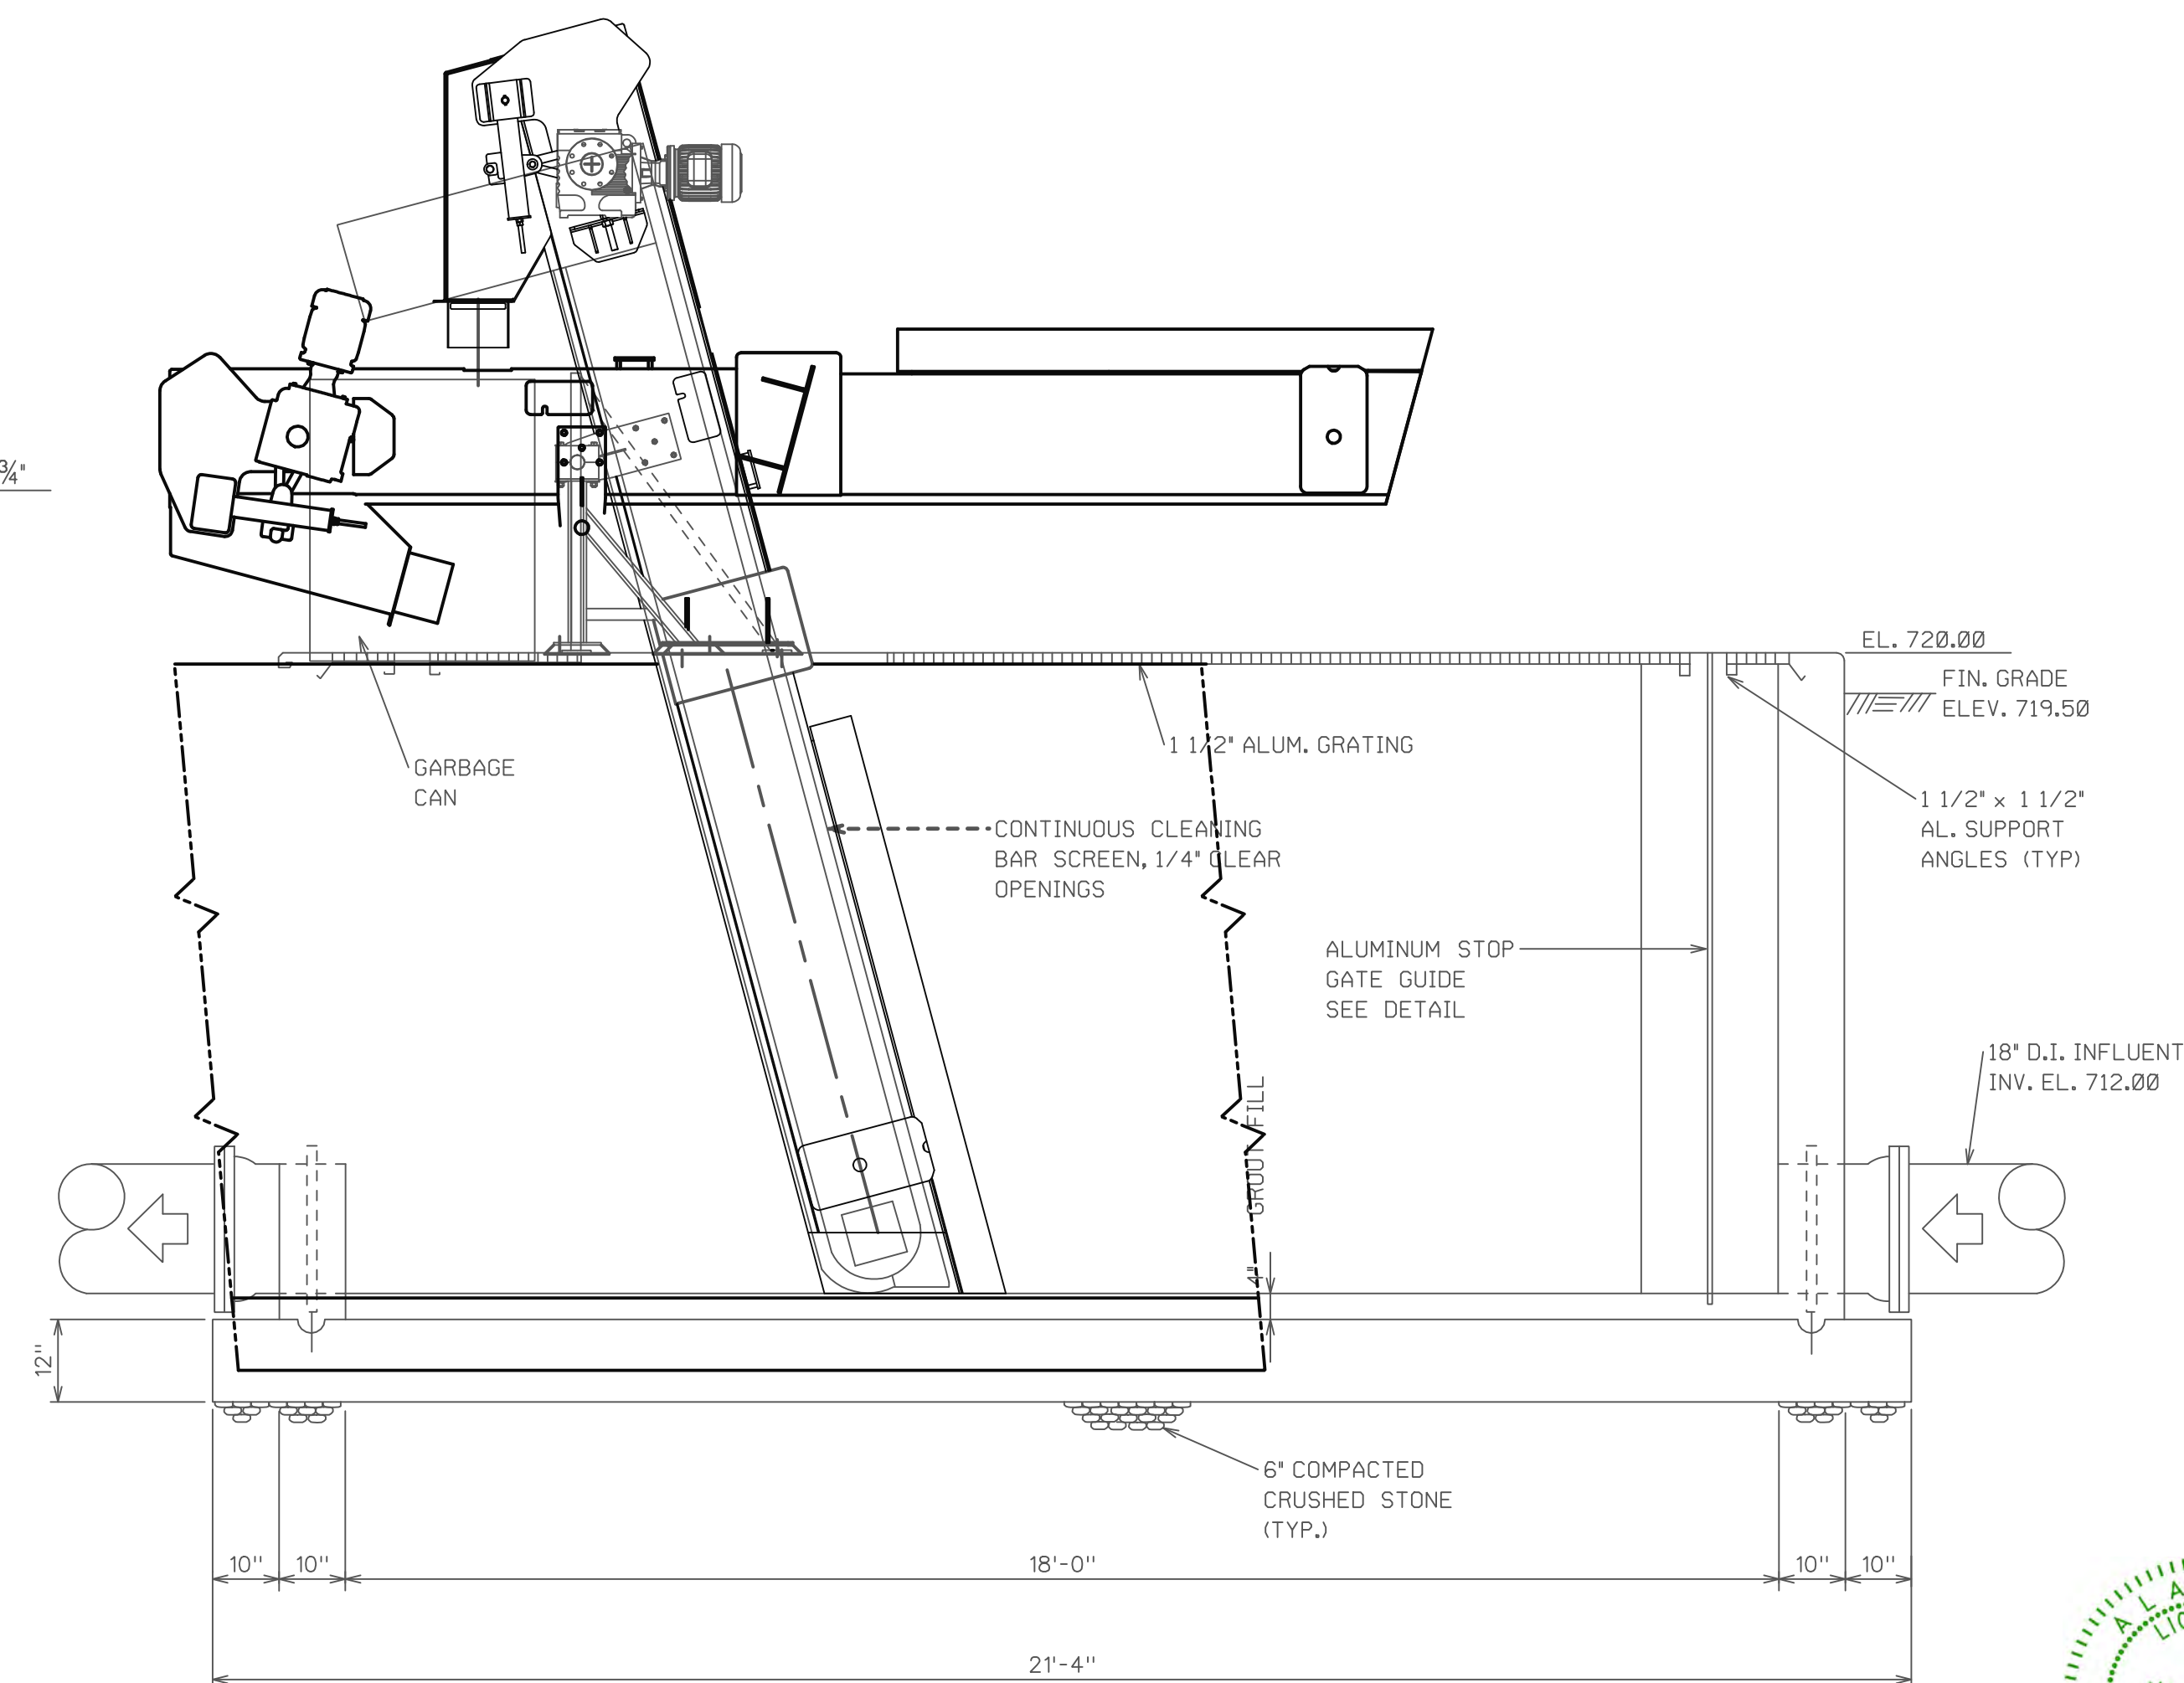 3/4"
EL. 720.00
FIN. GRADE
ELEV. 719.50
1 1/2" ALUM. GRATING
GARBAGE
CAN
1 1/2" x 1 1/2"
AL. SUPPORT
ANGLES (TYP)
CONTINUOUS CLEANING
BAR SCREEN, 1/4" CLEAR
OPENINGS
ALUMINUM STOP
GATE GUIDE
SEE DETAIL
18" D.I. INFLUENT
INV. EL. 712.00
GROUT FILL
4"
12"
6" COMPACTED
CRUSHED STONE
(TYP.)
10"
10"
18'-0"
10"
10"
21'-4"